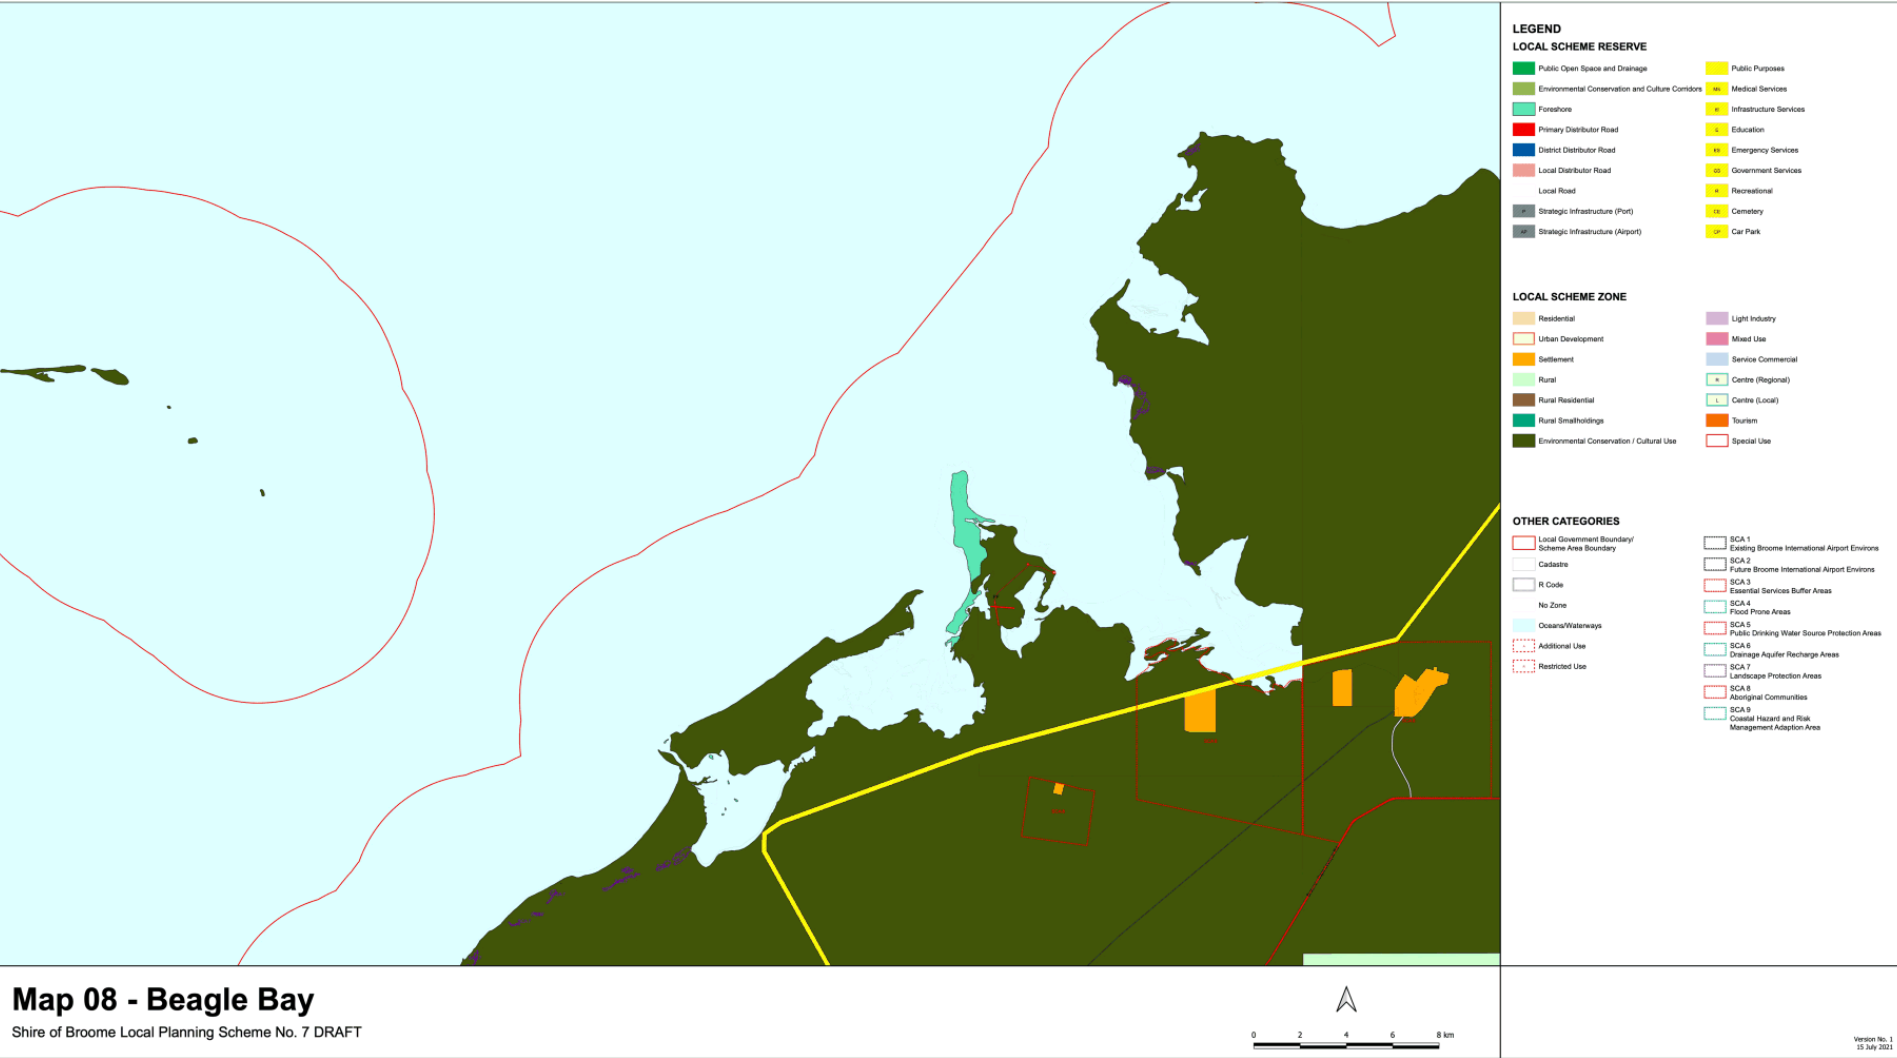 LEGEND
LOCAL SCHEME RESERVE
Public Open Space and Drainage
Environmental Conservation and Culture Corridors
Foreshore
Primary Distributor Road
District Distributor Road
Local Distributor Road
Local Road
P Strategic Infrastructure (Port)
AP Strategic Infrastructure (Airport)
Public Purposes
MS Medical Services
IS Infrastructure Services
E Education
ES Emergency Services
GS Government Services
R Recreational
CE Cemetery
CP Car Park
LOCAL SCHEME ZONE
Residential
Urban Development
Settlement
Rural
Rural Residential
Rural Smallholdings
Environmental Conservation / Cultural Use
Light Industry
Mixed Use
Service Commercial
R Centre (Regional)
L Centre (Local)
Tourism
Special Use
OTHER CATEGORIES
Local Government Boundary/
Scheme Area Boundary
Cadastre
R Code
No Zone
Oceans/Waterways
Additional Use
Restricted Use
SCA 1
Existing Broome International Airport Environs
SCA 2
Future Broome International Airport Environs
SCA 3
Essential Services Buffer Areas
SCA 4
Flood Prone Areas
SCA 5
Public Drinking Water Source Protection Areas
SCA 6
Drainage Aquifer Recharge Areas
SCA 7
Landscape Protection Areas
SCA 8
Aboriginal Communities
SCA 9
Coastal Hazard and Risk
Management Adaption Area
Map 08 - Beagle Bay
Shire of Broome Local Planning Scheme No. 7 DRAFT
0 2 4 6 8 km
Version No. 1
15 July 2021